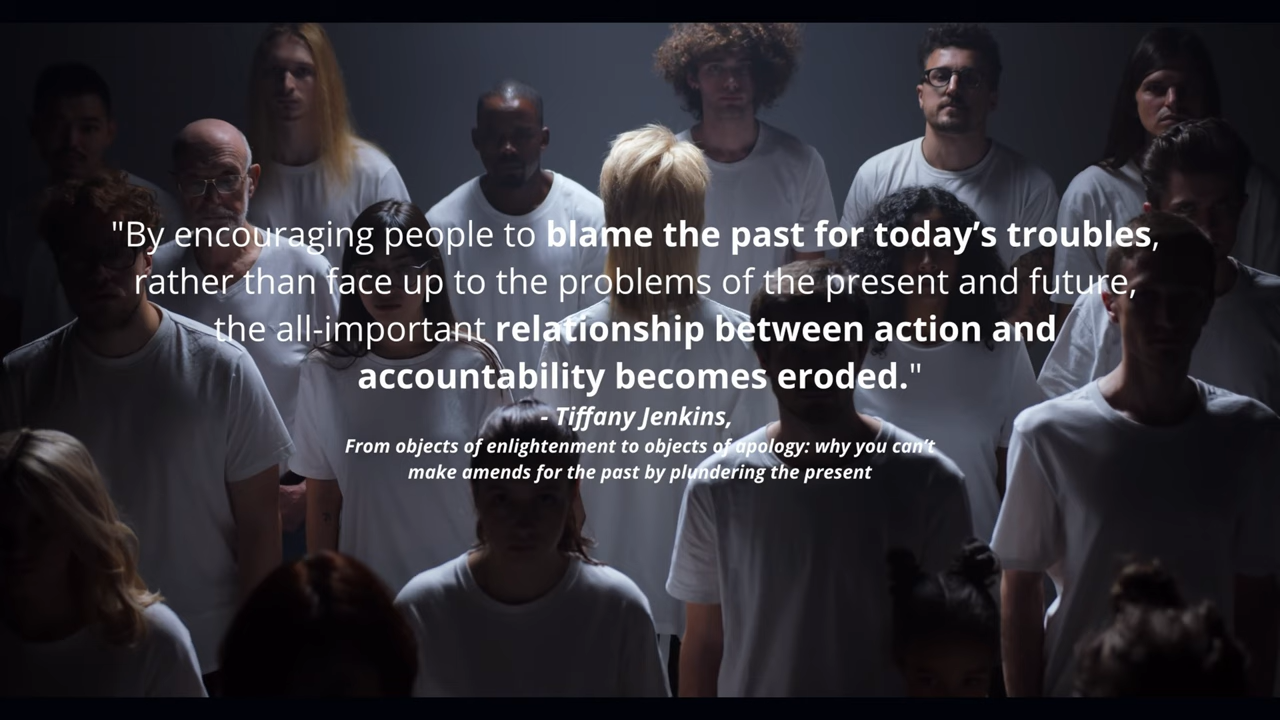 "By encouraging people to blame the past for today’s troubles,
rather than face up to the problems of the present and future,
the all-important relationship between action and
accountability becomes eroded."
- Tiffany Jenkins,
From objects of enlightenment to objects of apology: why you can’t
make amends for the past by plundering the present